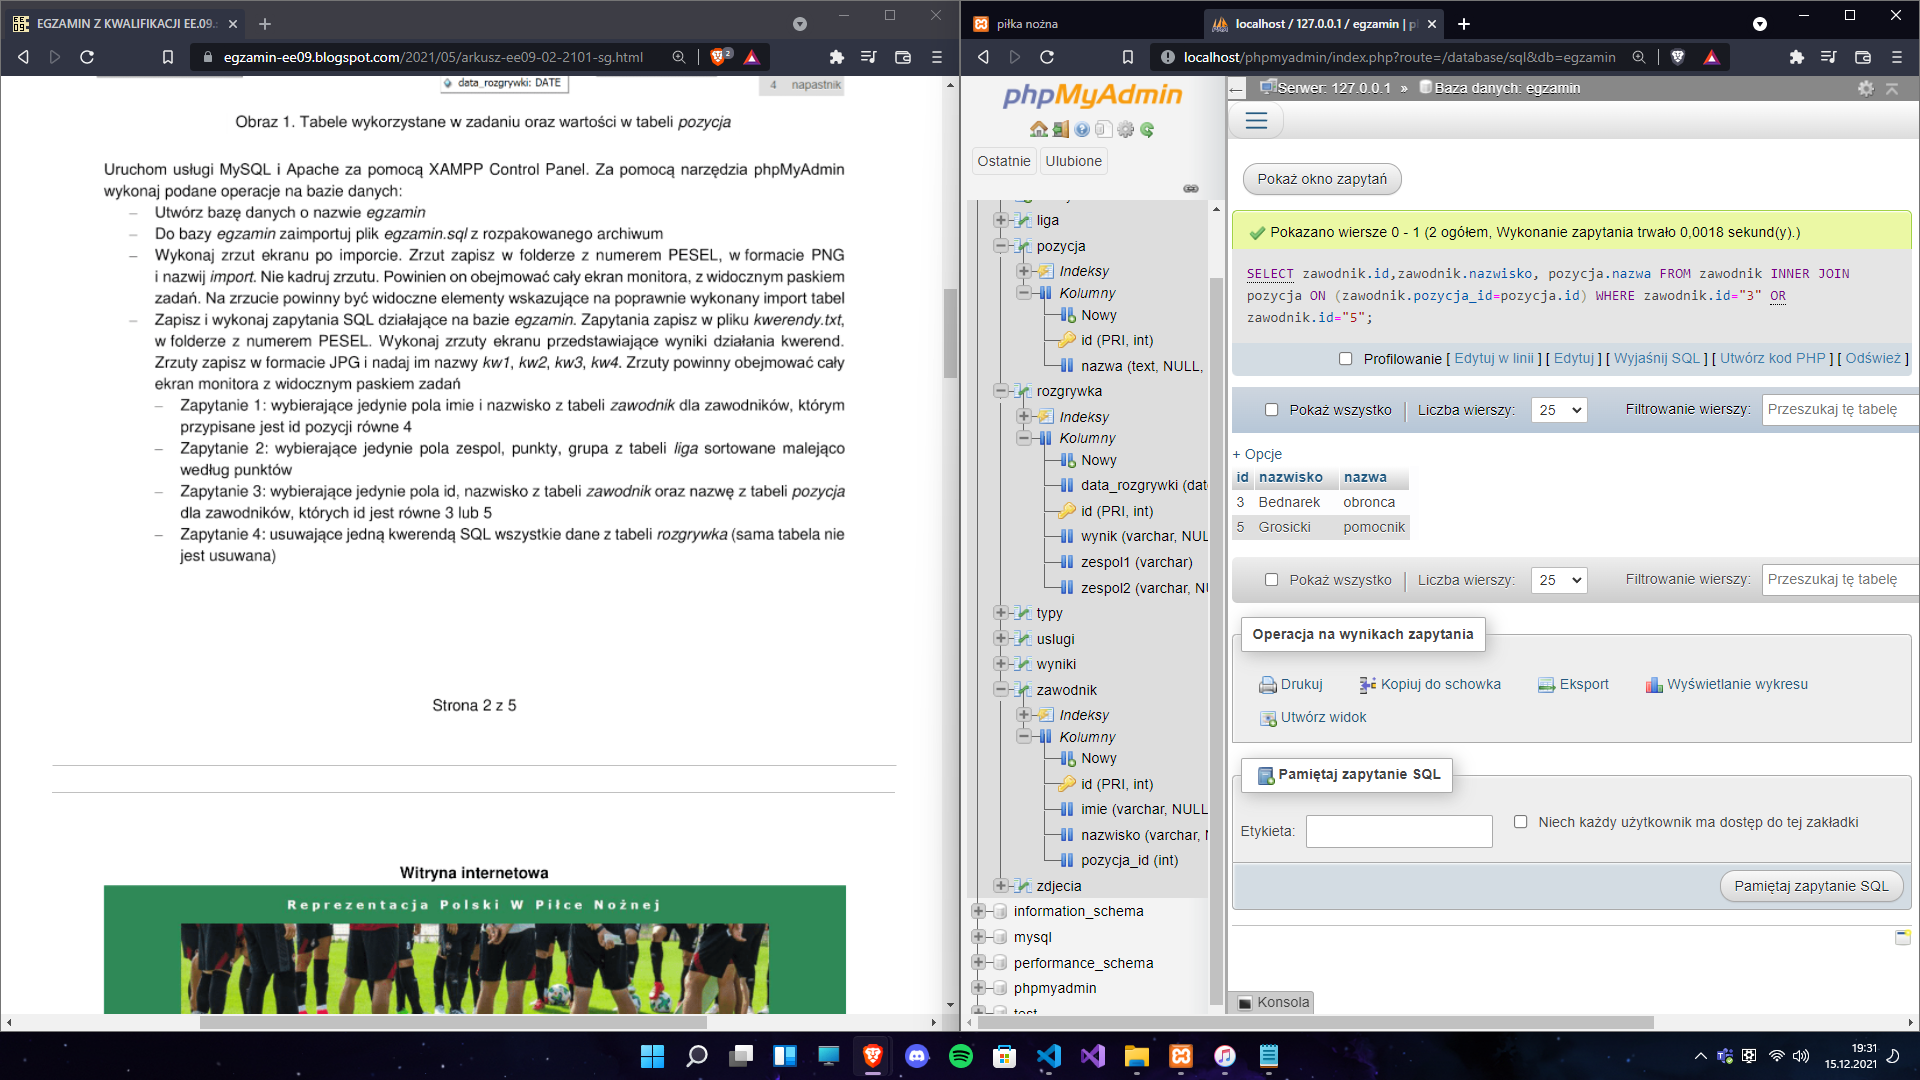 EGZAMIN Z KWALIFIKACJI EE.09.
egzamin-ee09.blogspot.com/2021/05/arkusz-ee09-02-2101-sg.html
2
data_rozgrywki: DATE
4 napastnik
Obraz 1. Tabele wykorzystane w zadaniu oraz wartości w tabeli pozycja
Uruchom usługi MySQL i Apache za pomocą XAMPP Control Panel. Za pomocą narzędzia phpMyAdmin
wykonaj podane operacje na bazie danych:
– Utwórz bazę danych o nazwie egzamin
– Do bazy egzamin zaimportuj plik egzamin.sql z rozpakowanego archiwum
– Wykonaj zrzut ekranu po imporcie. Zrzut zapisz w folderze z numerem PESEL, w formacie PNG
i nazwij import. Nie kadruj zrzutu. Powinien on obejmować cały ekran monitora, z widocznym paskiem
zadań. Na zrzucie powinny być widoczne elementy wskazujące na poprawnie wykonany import tabel
– Zapisz i wykonaj zapytania SQL działające na bazie egzamin. Zapytania zapisz w pliku kwerendy.txt,
w folderze z numerem PESEL. Wykonaj zrzuty ekranu przedstawiające wyniki działania kwerend.
Zrzuty zapisz w formacie JPG i nadaj im nazwy kw1, kw2, kw3, kw4. Zrzuty powinny obejmować cały
ekran monitora z widocznym paskiem zadań
– Zapytanie 1: wybierające jedynie pola imie i nazwisko z tabeli zawodnik dla zawodników, którym
przypisane jest id pozycji równe 4
– Zapytanie 2: wybierające jedynie pola zespol, punkty, grupa z tabeli liga sortowane malejąco
według punktów
– Zapytanie 3: wybierające jedynie pola id, nazwisko z tabeli zawodnik oraz nazwę z tabeli pozycja
dla zawodników, których id jest równe 3 lub 5
– Zapytanie 4: usuwające jedną kwerendą SQL wszystkie dane z tabeli rozgrywka (sama tabela nie
jest usuwana)
Strona 2 z 5
Witryna internetowa
Reprezentacja Polski W Piłce Nożnej
piłka nożna
localhost / 127.0.0.1 / egzamin | p
localhost/phpmyadmin/index.php?route=/database/sql&db=egzamin
phpMyAdmin
Ostatnie Ulubione
liga
pozycja
Indeksy
Kolumny
Nowy
id (PRI, int)
nazwa (text, NULL,
rozgrywka
Indeksy
Kolumny
Nowy
data_rozgrywki (dat
id (PRI, int)
wynik (varchar, NUL
zespol1 (varchar)
zespol2 (varchar, NU
typy
uslugi
wyniki
zawodnik
Indeksy
Kolumny
Nowy
id (PRI, int)
imie (varchar, NULL
nazwisko (varchar, N
pozycja_id (int)
zdjecia
information_schema
mysql
performance_schema
phpmyadmin
test
Serwer: 127.0.0.1 » Baza danych: egzamin
Pokaż okno zapytań
Pokazano wiersze 0 - 1 (2 ogółem, Wykonanie zapytania trwało 0,0018 sekund(y).)
SELECT zawodnik.id,zawodnik.nazwisko, pozycja.nazwa FROM zawodnik INNER JOIN
pozycja ON (zawodnik.pozycja_id=pozycja.id) WHERE zawodnik.id="3" OR
zawodnik.id="5";
Profilowanie [ Edytuj w linii ] [ Edytuj ] [ Wyjaśnij SQL ] [ Utwórz kod PHP ] [ Odśwież ]
Pokaż wszystko | Liczba wierszy: 25 Filtrowanie wierszy: Przeszukaj tę tabelę
+ Opcje
id nazwisko nazwa
3 Bednarek obronca
5 Grosicki pomocnik
Pokaż wszystko | Liczba wierszy: 25 Filtrowanie wierszy: Przeszukaj tę tabelę
Operacja na wynikach zapytania
Drukuj Kopiuj do schowka Eksport Wyświetlanie wykresu
Utwórz widok
Pamiętaj zapytanie SQL
Etykieta: Niech każdy użytkownik ma dostęp do tej zakładki
Pamiętaj zapytanie SQL
Konsola
19:31
15.12.2021